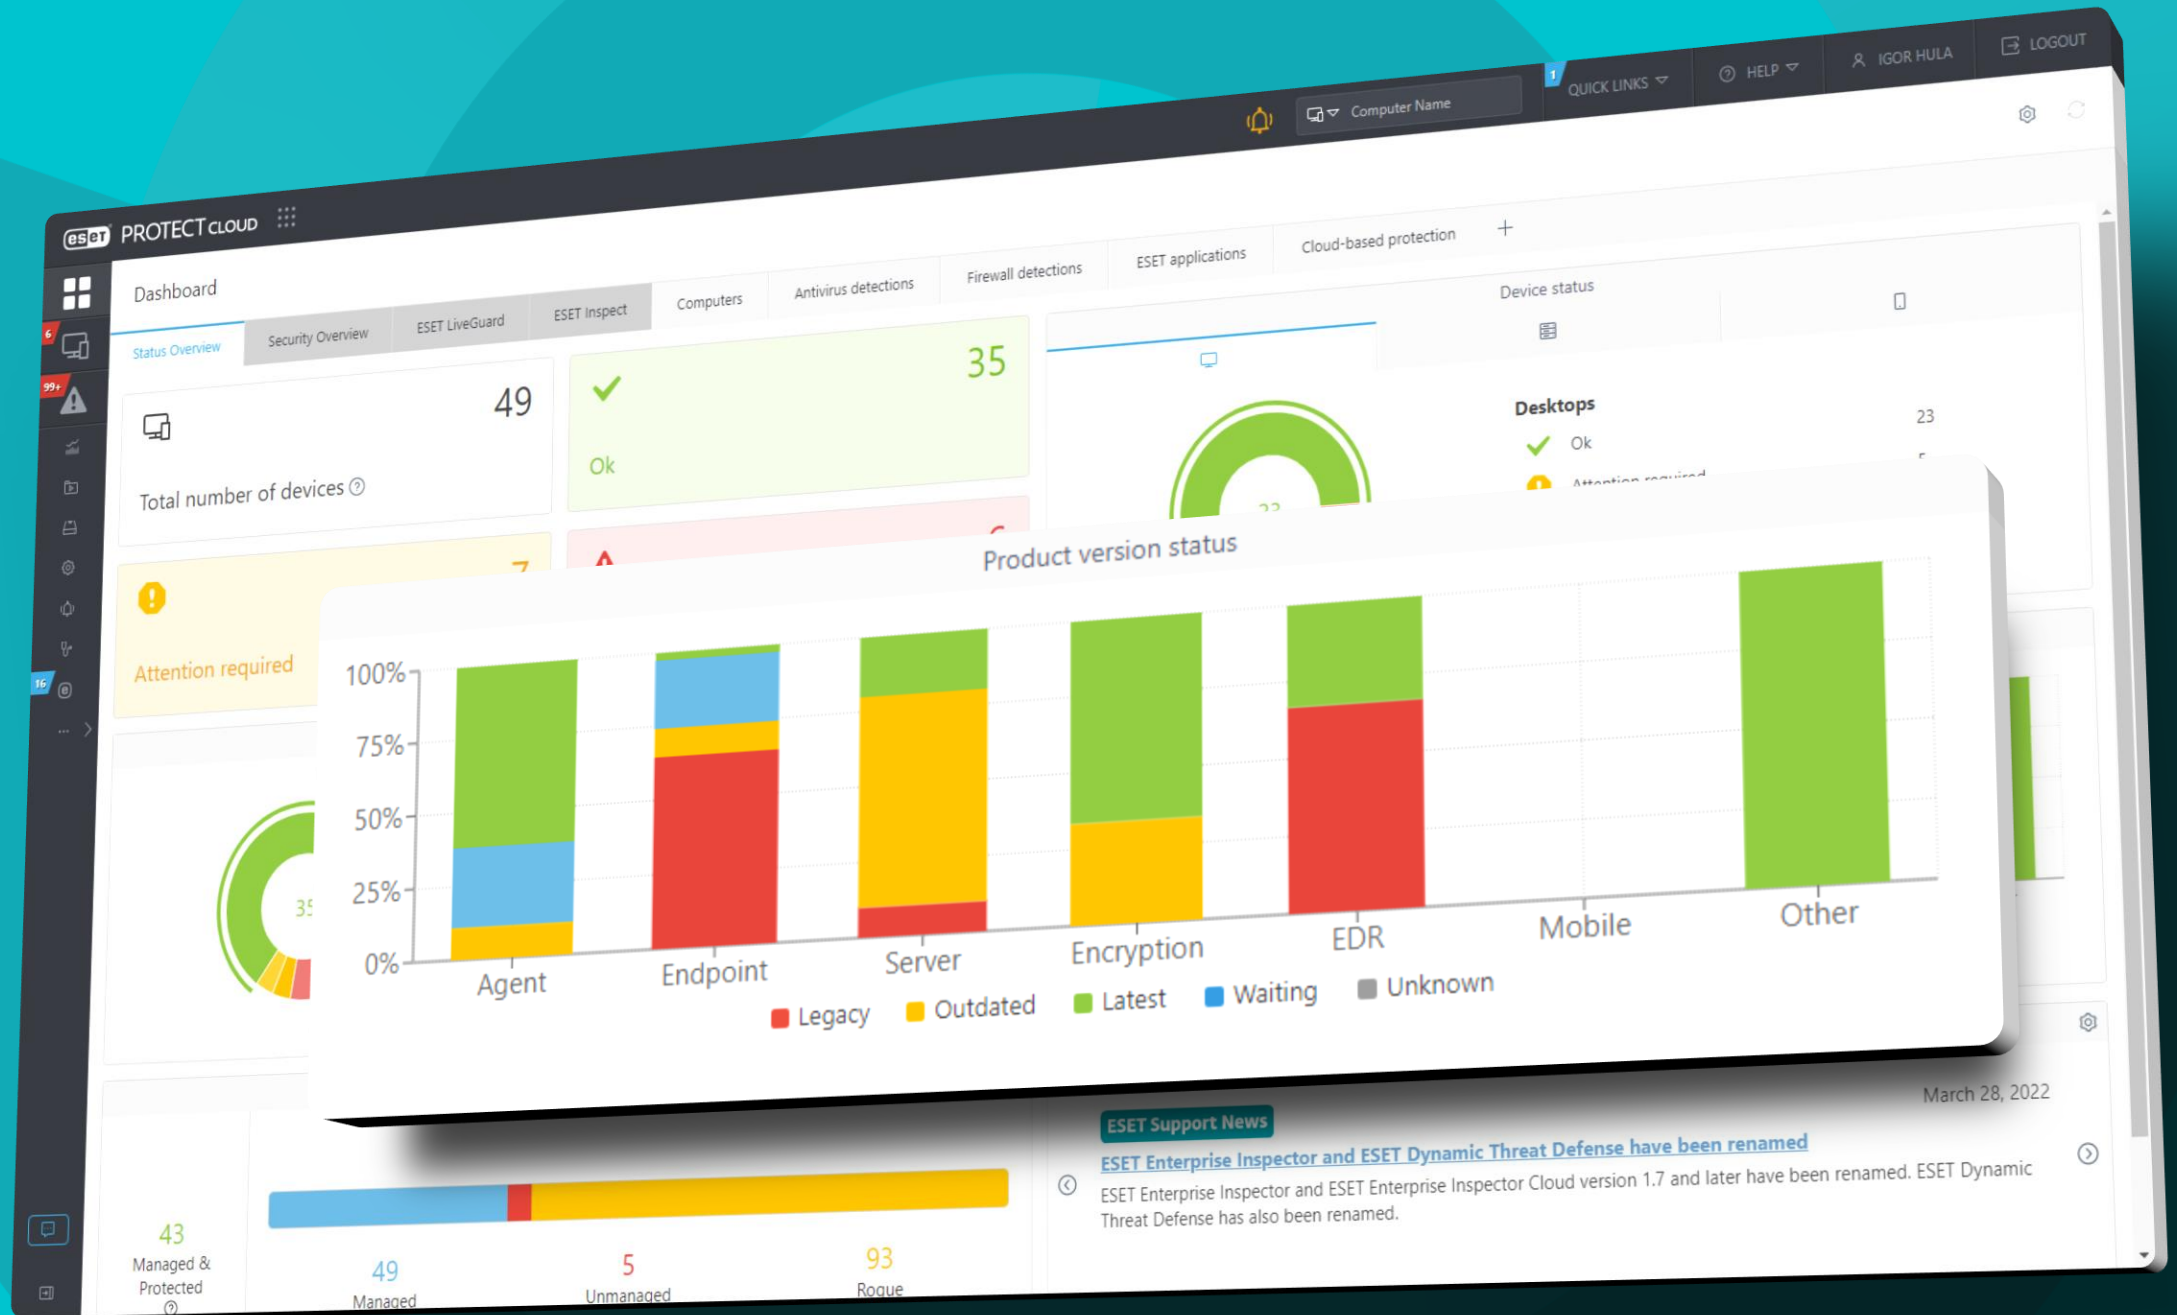 1
QUICK LINKS
HELP
IGOR HULA
LOGOUT
Computer Name
eset PROTECT CLOUD
Dashboard
Status Overview
Security Overview
ESET LiveGuard
ESET Inspect
Computers
Antivirus detections
Firewall detections
ESET applications
Cloud-based protection
6
99+
16
49
Total number of devices
35
Ok
Attention required
Device status
Desktops
Ok
23
Attention required
Product version status
100%
75%
50%
25%
0%
Agent
Endpoint
Server
Encryption
EDR
Mobile
Other
Legacy
Outdated
Latest
Waiting
Unknown
43
Managed &
Protected
49
Managed
5
Unmanaged
93
Rogue
March 28, 2022
ESET Support News
ESET Enterprise Inspector and ESET Dynamic Threat Defense have been renamed
ESET Enterprise Inspector and ESET Enterprise Inspector Cloud version 1.7 and later have been renamed. ESET Dynamic
Threat Defense has also been renamed.